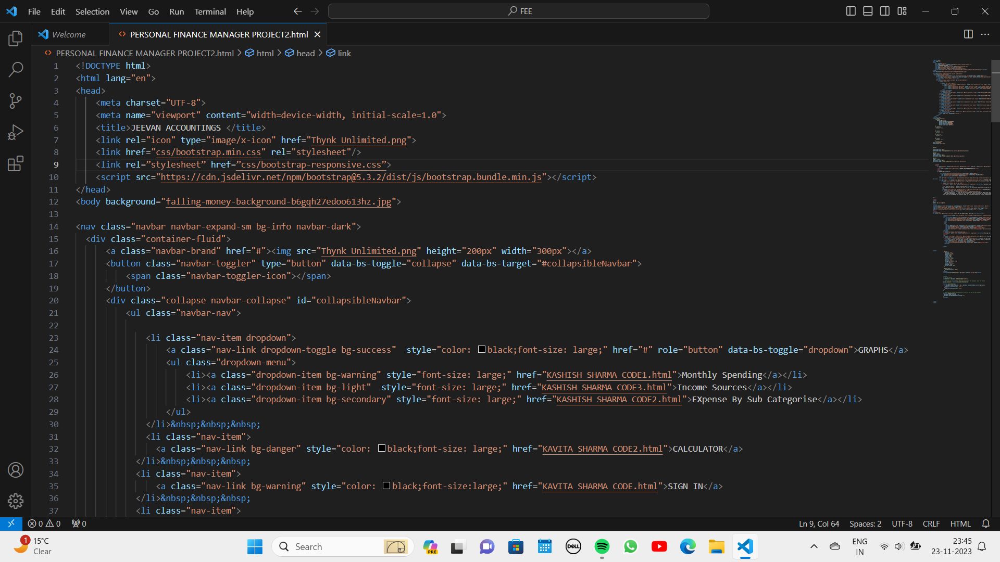 File Edit Selection View Go Run Terminal Help FEE
Welcome PERSONAL FINANCE MANAGER PROJECT2.html
PERSONAL FINANCE MANAGER PROJECT2.html > html > head > link
1 <!DOCTYPE html>
2 <html lang="en">
3 <head>
4 <meta charset="UTF-8">
5 <meta name="viewport" content="width=device-width, initial-scale=1.0">
6 <title>JEEVAN ACCOUNTINGS </title>
7 <link rel="icon" type="image/x-icon" href="Thynk Unlimited.png">
8 <link href="css/bootstrap.min.css" rel="stylesheet"/>
9 <link rel=”stylesheet” href=”css/bootstrap-responsive.css”>
10 <script src="https://cdn.jsdelivr.net/npm/bootstrap@5.3.2/dist/js/bootstrap.bundle.min.js"></script>
11 </head>
12 <body background="falling-money-background-b6gqh27edoo613hz.jpg">
13
14 <nav class="navbar navbar-expand-sm bg-info navbar-dark">
15 <div class="container-fluid">
16 <a class="navbar-brand" href="#"><img src="Thynk Unlimited.png" height="200px" width="300px"></a>
17 <button class="navbar-toggler" type="button" data-bs-toggle="collapse" data-bs-target="#collapsibleNavbar">
18 <span class="navbar-toggler-icon"></span>
19 </button>
20 <div class="collapse navbar-collapse" id="collapsibleNavbar">
21 <ul class="navbar-nav">
22
23 <li class="nav-item dropdown">
24 <a class="nav-link dropdown-toggle bg-success"  style="color: black;font-size: large;" href="#" role="button" data-bs-toggle="dropdown">GRAPHS</a>
25 <ul class="dropdown-menu">
26 <li><a class="dropdown-item bg-warning" style="font-size: large;" href="KASHISH SHARMA CODE1.html">Monthly Spending</a></li>
27 <li><a class="dropdown-item bg-light"  style="font-size: large;" href="KASHISH SHARMA CODE3.html">Income Sources</a></li>
28 <li><a class="dropdown-item bg-secondary" style="font-size: large;" href="KASHISH SHARMA CODE2.html">EXpense By Sub Categorise</a></li>
29 </ul>
30 </li>&nbsp;&nbsp;&nbsp;
31 <li class="nav-item">
32 <a class="nav-link bg-danger" style="color: black;font-size: large;" href="KAVITA SHARMA CODE2.html">CALCULATOR</a>
33 </li>&nbsp;&nbsp;&nbsp;
34 <li class="nav-item">
35 <a class="nav-link bg-warning" style="color: black;font-size:large;" href="KAVITA SHARMA CODE.html">SIGN IN</a>
36 </li>&nbsp;&nbsp;&nbsp;
37 <li class="nav-item">
0 0 0 Ln 9, Col 64 Spaces: 2 UTF-8 CRLF HTML
1 15°C
Clear
Search
PRE
DELL
ENG
IN
23:45
23-11-2023